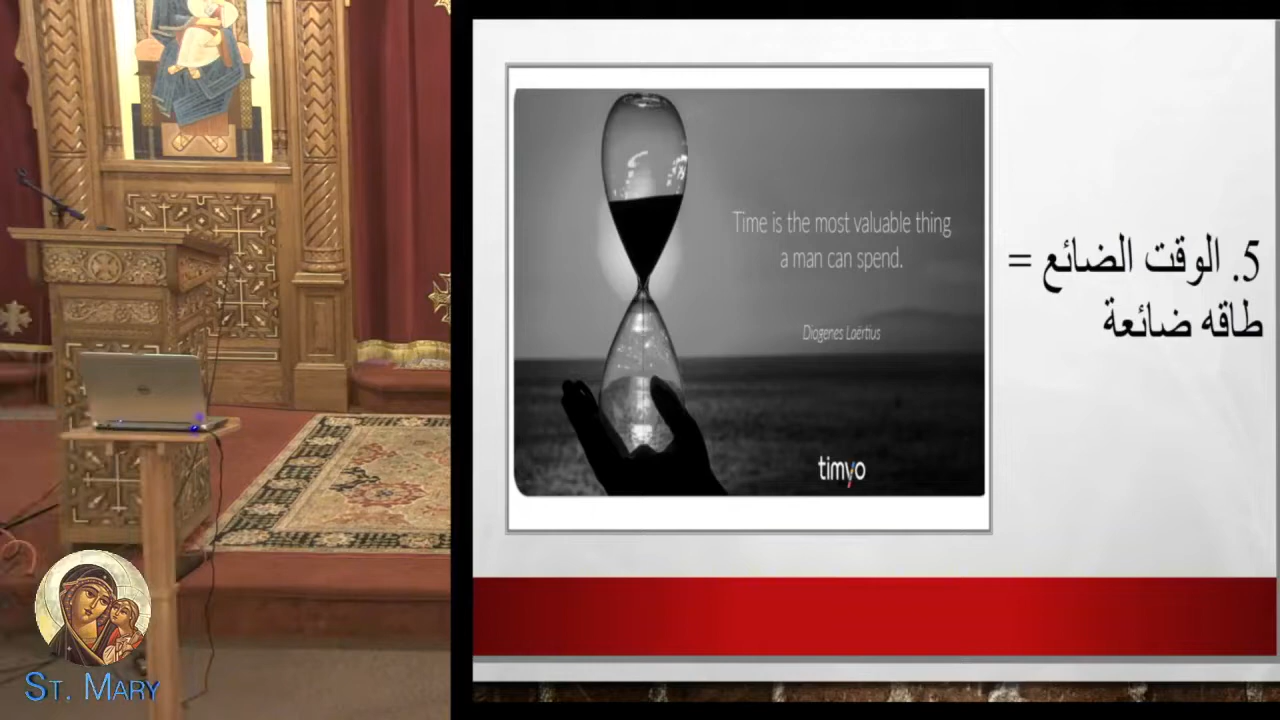 Time is the most valuable thing
a man can spend.
Diogenes Laërtius
timyo
5. الوقت الضائع =
طاقه ضائعة
ST. MARY